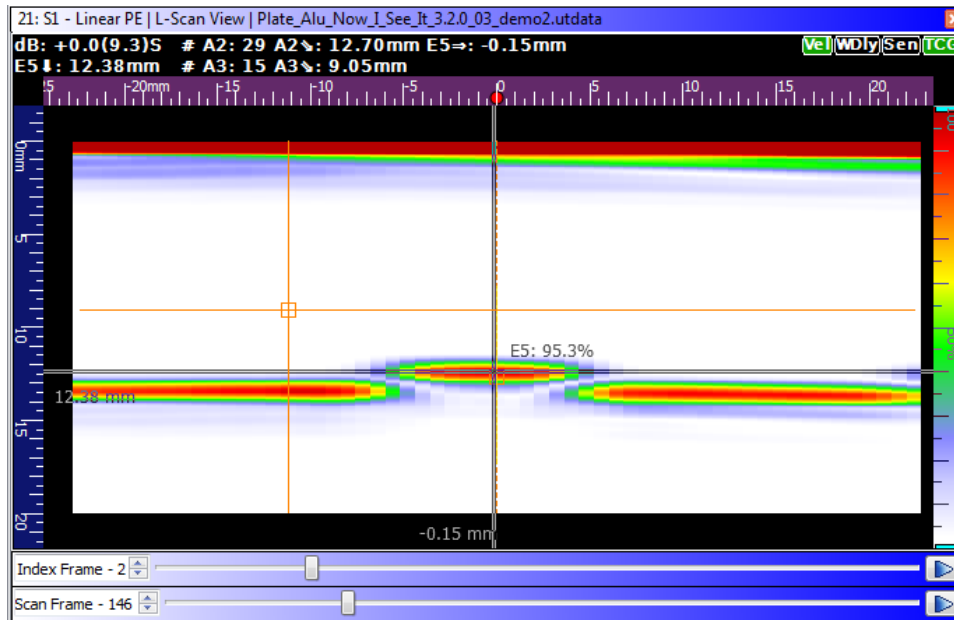 21: S1 - Linear PE | L-Scan View | Plate_Alu_Now_I_See_It_3.2.0_03_demo2.utdata
dB: +0.0(9.3)S # A2: 29 A2⬊: 12.70mm E5⇒: -0.15mm Vel WDly Sen TCG
E5⬇: 12.38mm # A3: 15 A3⬊: 9.05mm
-20mm -15 -10 -5 0 5 10 15 20
0mm
5
10
15
20
E5: 95.3%
12.38 mm
-0.15 mm
Index Frame - 2
Scan Frame - 146